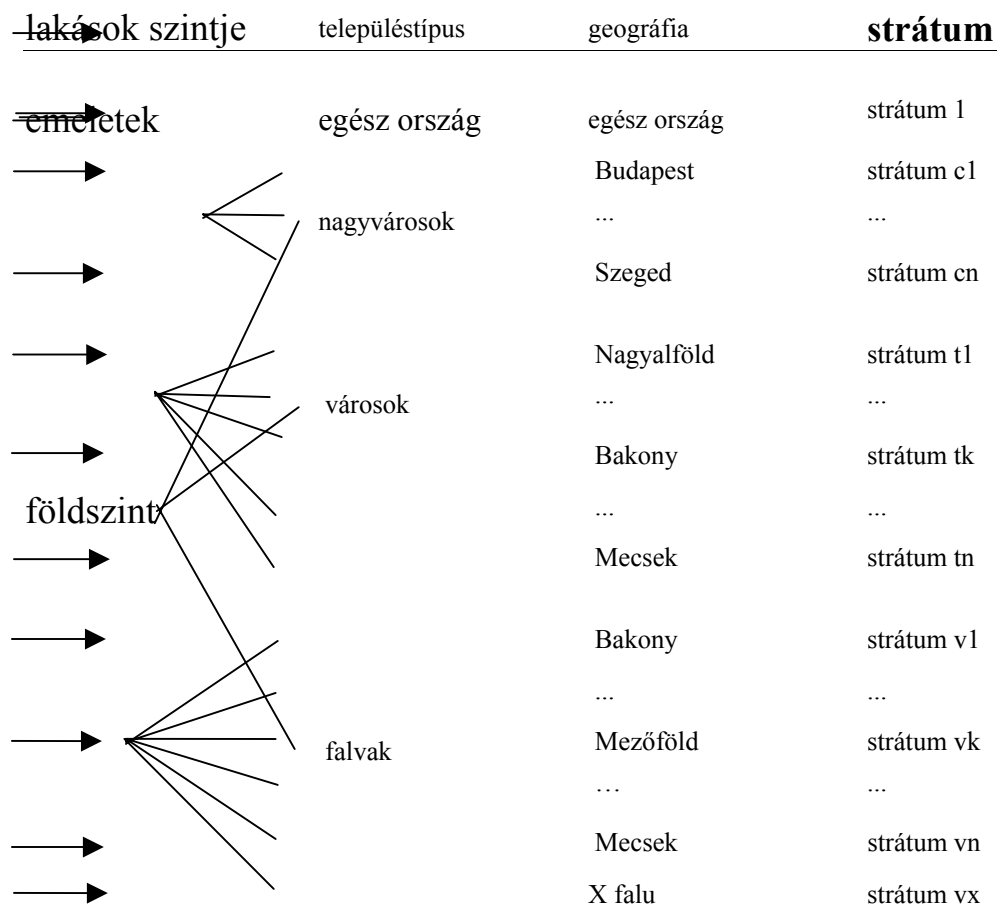 lakások szintje településtípus geográfia strátum
emeletek egész ország egész ország strátum 1
Budapest strátum c1
nagyvárosok ... ...
Szeged strátum cn
Nagyalföld strátum t1
városok ... ...
Bakony strátum tk
földszint ... ...
Mecsek strátum tn
Bakony strátum v1
... ...
falvak Mezőföld strátum vk
... ...
Mecsek strátum vn
X falu strátum vx